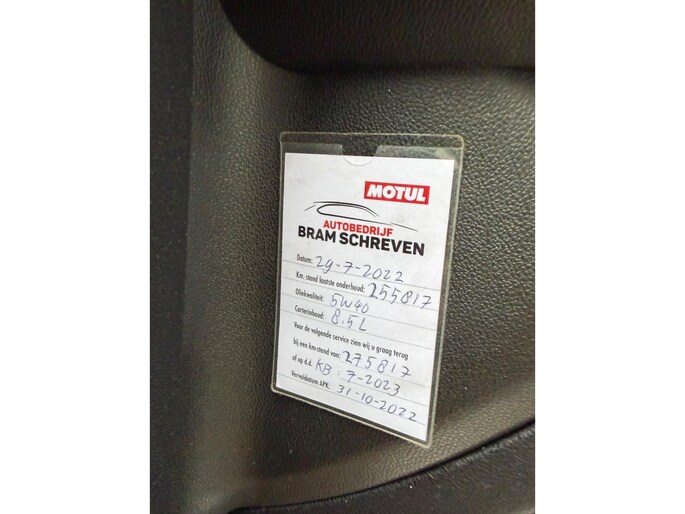 MOTUL
AUTOBEDRIJF
BRAM SCHREVEN
Datum: 29-7-2022
Km. stand laatste onderhoud: 255817
Oliekwaliteit: 5W40
Carterinhoud: 8.5L
Voor de volgende service zien wij u graag terug
bij een km-stand van: 275817
of op d.d. KB: 7-2023
Vervaldatum APK: 31-10-2022